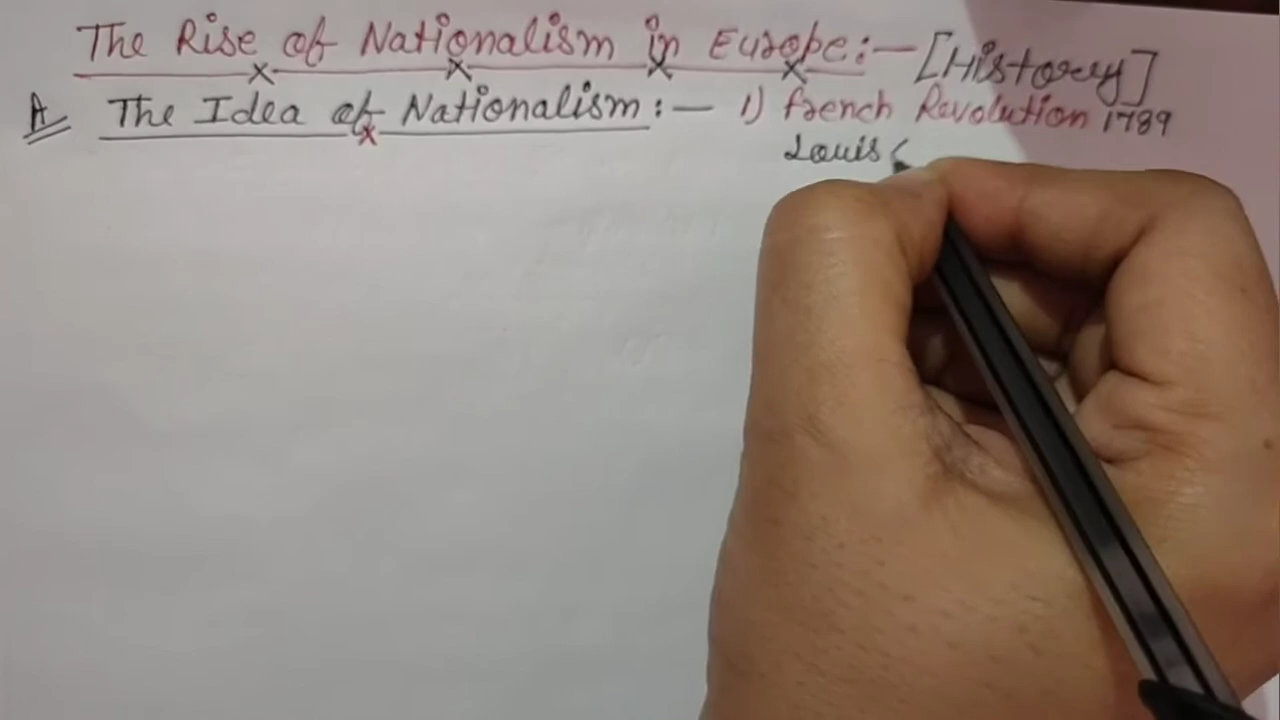 The Rise of Nationalism in Europe:- [History]
A The Idea of Nationalism:- 1) french Revolution 1789
Louis (